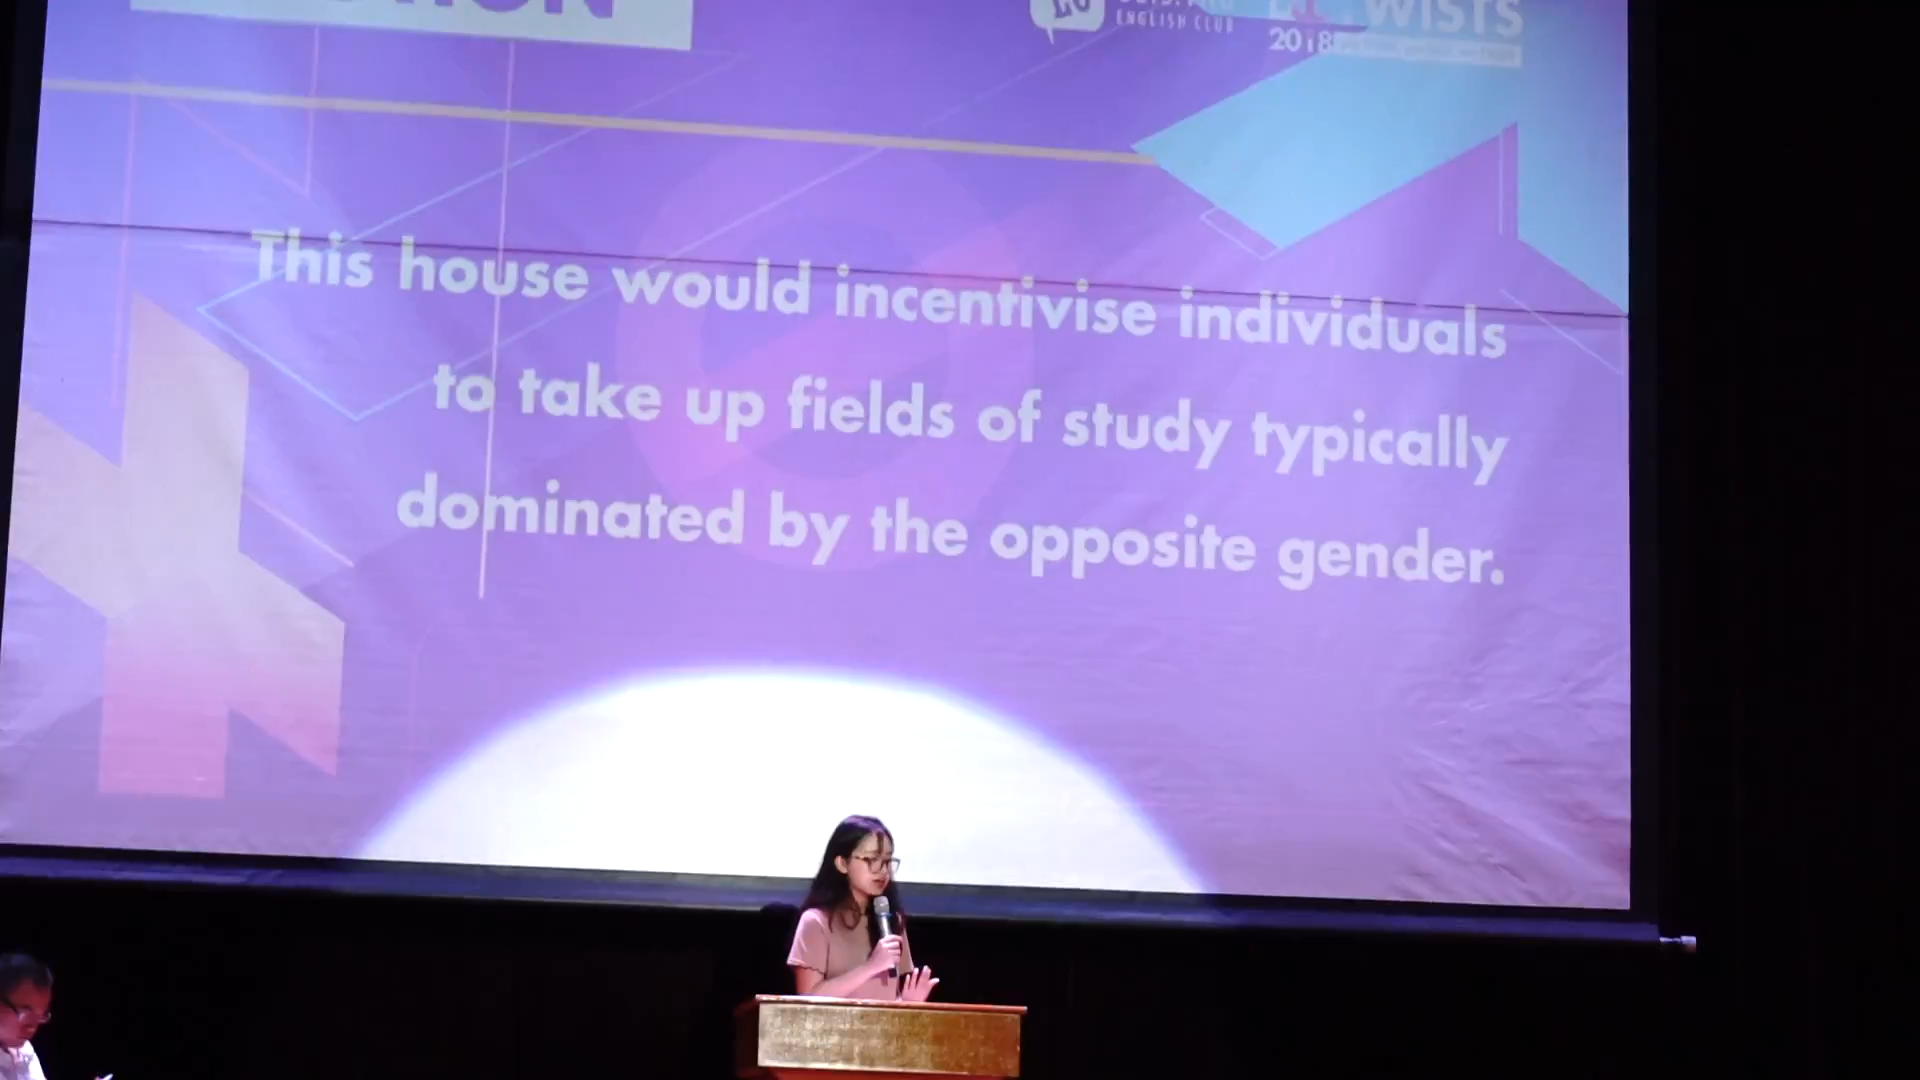 ENGLISH CLUB
2018
This house would incentivise individuals
to take up fields of study typically
dominated by the opposite gender.